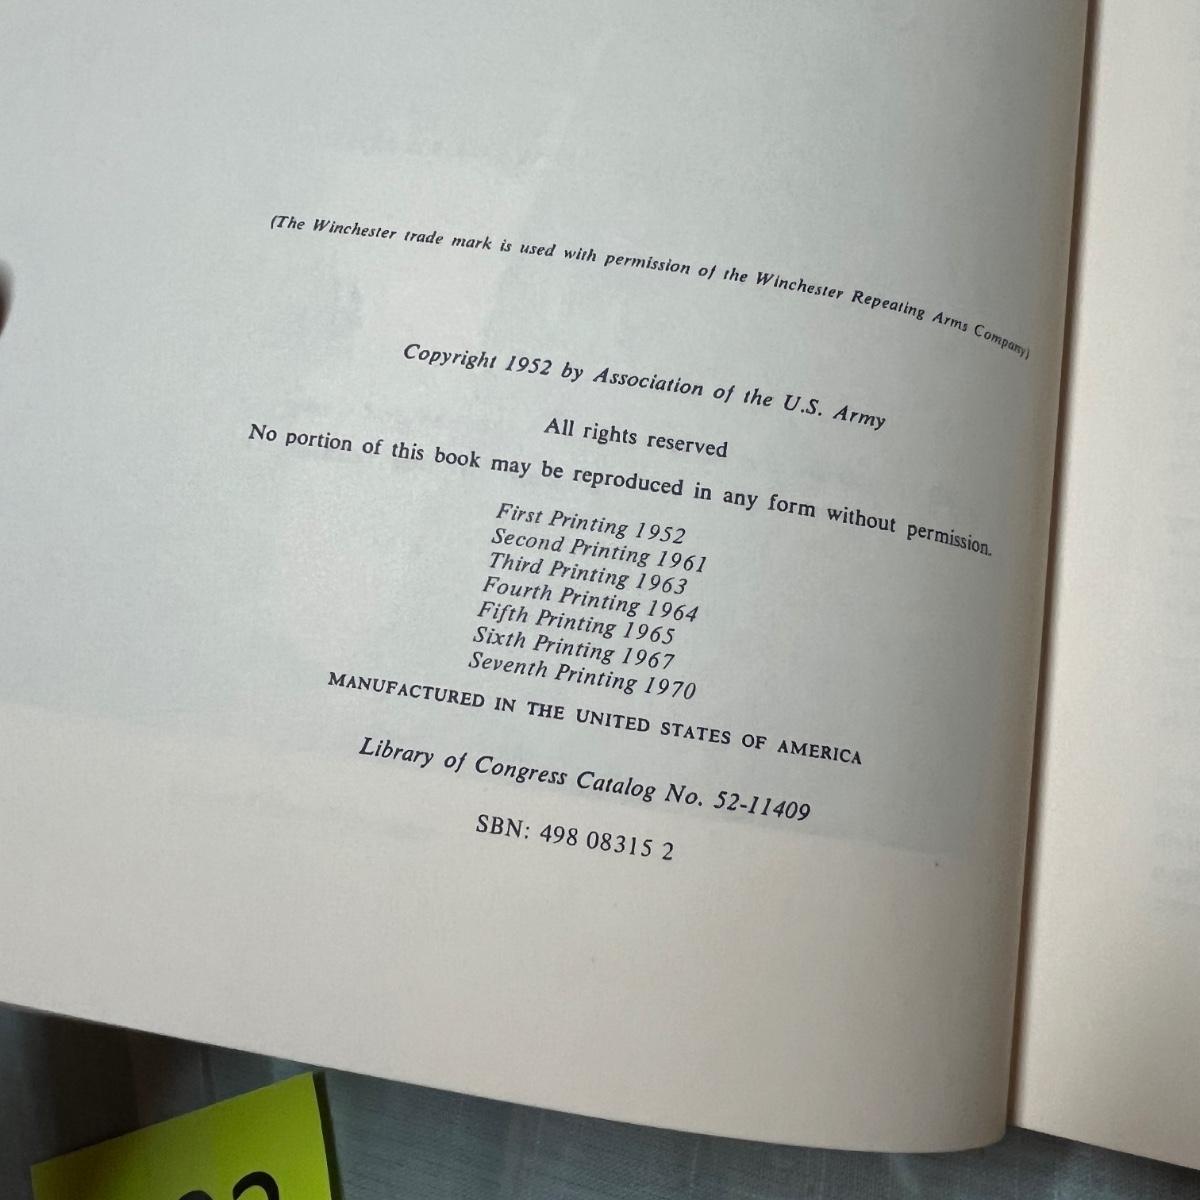 (The Winchester trade mark is used with permission of the Winchester Repeating Arms Company)
Copyright 1952 by Association of the U.S. Army
All rights reserved
No portion of this book may be reproduced in any form without permission.
First Printing 1952
Second Printing 1961
Third Printing 1963
Fourth Printing 1964
Fifth Printing 1965
Sixth Printing 1967
Seventh Printing 1970
MANUFACTURED IN THE UNITED STATES OF AMERICA
Library of Congress Catalog No. 52-11409
SBN: 498 08315 2